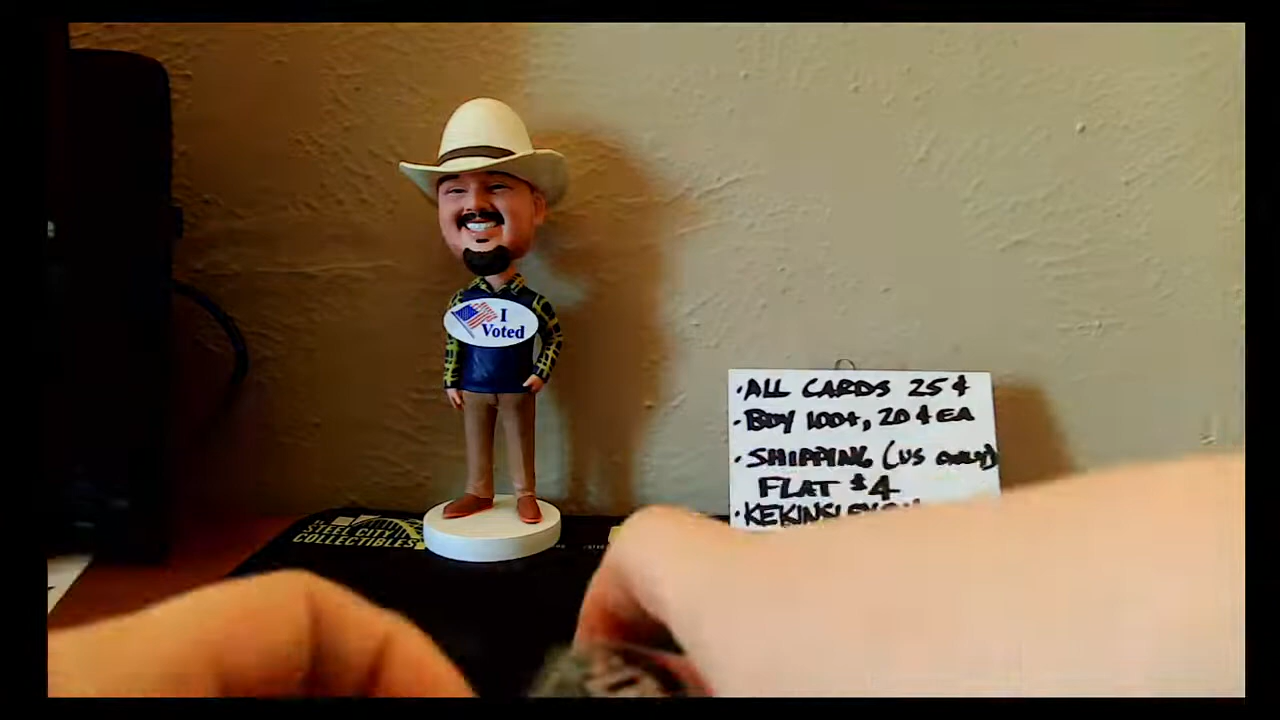 I
Voted
·ALL CARDS 25¢
·BUY 100+, 20¢ EA
·SHIPPING (US ONLY)
FLAT $4
STEEL CITY
COLLECTIBLES